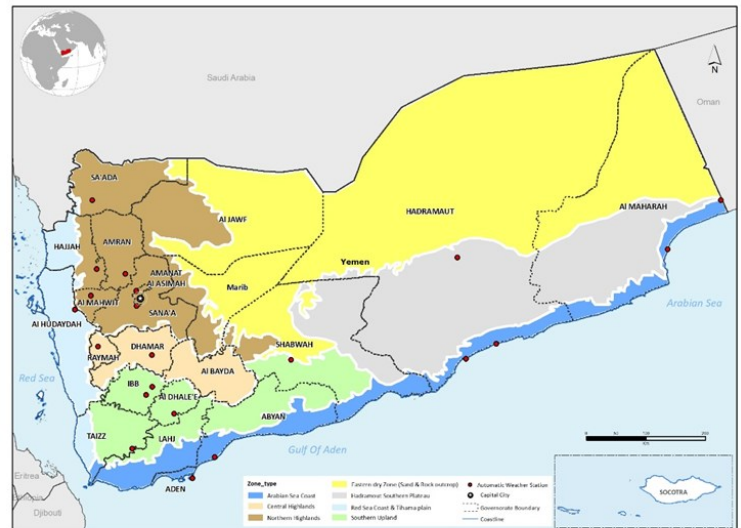 Saudi Arabia
Oman
N
SA'ADA
Al JAWF
HADRAMAUT
Al MAHARAH
HAJJAH
AMRAN
AMANAT
Al ASIMAH
Yemen
Marib
Al MAHWIT
SANA'A
Arabian Sea
Al HUDAYDAH
DHAMAR
SHABWAH
RAYMAH
Al BAYDA
Red Sea
IBB
Al DHALE'E
ABYAN
TAIZZ
LAHJ
Gulf Of Aden
ADEN
Eritrea
Djibouti
Zone_type
Arabian Sea Coast
Central Highlands
Northern Highlands
Eastern dry Zone (Sand & Rock outcrop)
Hadramout Southern Plateau
Red Sea Coast & Tihama plain
Southern Upland
Automatic Weather Station
Capital City
Governorate Boundary
Coastline
SOCOTRA